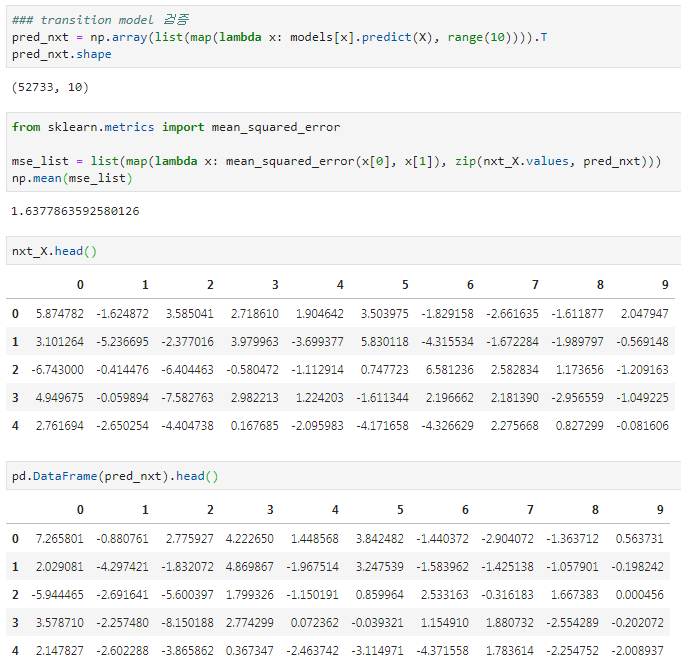 ### transition model 검증
pred_nxt = np.array(list(map(lambda x: models[x].predict(X), range(10)))).T
pred_nxt.shape
(52733, 10)
from sklearn.metrics import mean_squared_error
mse_list = list(map(lambda x: mean_squared_error(x[0], x[1]), zip(nxt_X.values, pred_nxt)))
np.mean(mse_list)
1.6377863592580126
nxt_X.head()
0 1 2 3 4 5 6 7 8 9
0 5.874782 -1.624872 3.585041 2.718610 1.904642 3.503975 -1.829158 -2.661635 -1.611877 2.047947
1 3.101264 -5.236695 -2.377016 3.979963 -3.699377 5.830118 -4.315534 -1.672284 -1.989797 -0.569148
2 -6.743000 -0.414476 -6.404463 -0.580472 -1.112914 0.747723 6.581236 2.582834 1.173656 -1.209163
3 4.949675 -0.059894 -7.582763 2.982213 1.224203 -1.611344 2.196662 2.181390 -2.956559 -1.049225
4 2.761694 -2.650254 -4.404738 0.167685 -2.095983 -4.171658 -4.326629 2.275668 0.827299 -0.081606
pd.DataFrame(pred_nxt).head()
0 1 2 3 4 5 6 7 8 9
0 7.265801 -0.880761 2.775927 4.222650 1.448568 3.842482 -1.440372 -2.904072 -1.363712 0.563731
1 2.029081 -4.297421 -1.832072 4.869867 -1.967514 3.247539 -1.583962 -1.425138 -1.057901 -0.198242
2 -5.944465 -2.691641 -5.600397 1.799326 -1.150191 0.859964 2.533163 -0.316183 1.667383 0.000456
3 3.578710 -2.257480 -8.150188 2.774299 0.072362 -0.039321 1.154910 1.880732 -2.554289 -0.202072
4 2.147827 -2.602288 -3.865862 0.367347 -2.463742 -3.114971 -4.371558 1.783614 -2.254752 -2.008937